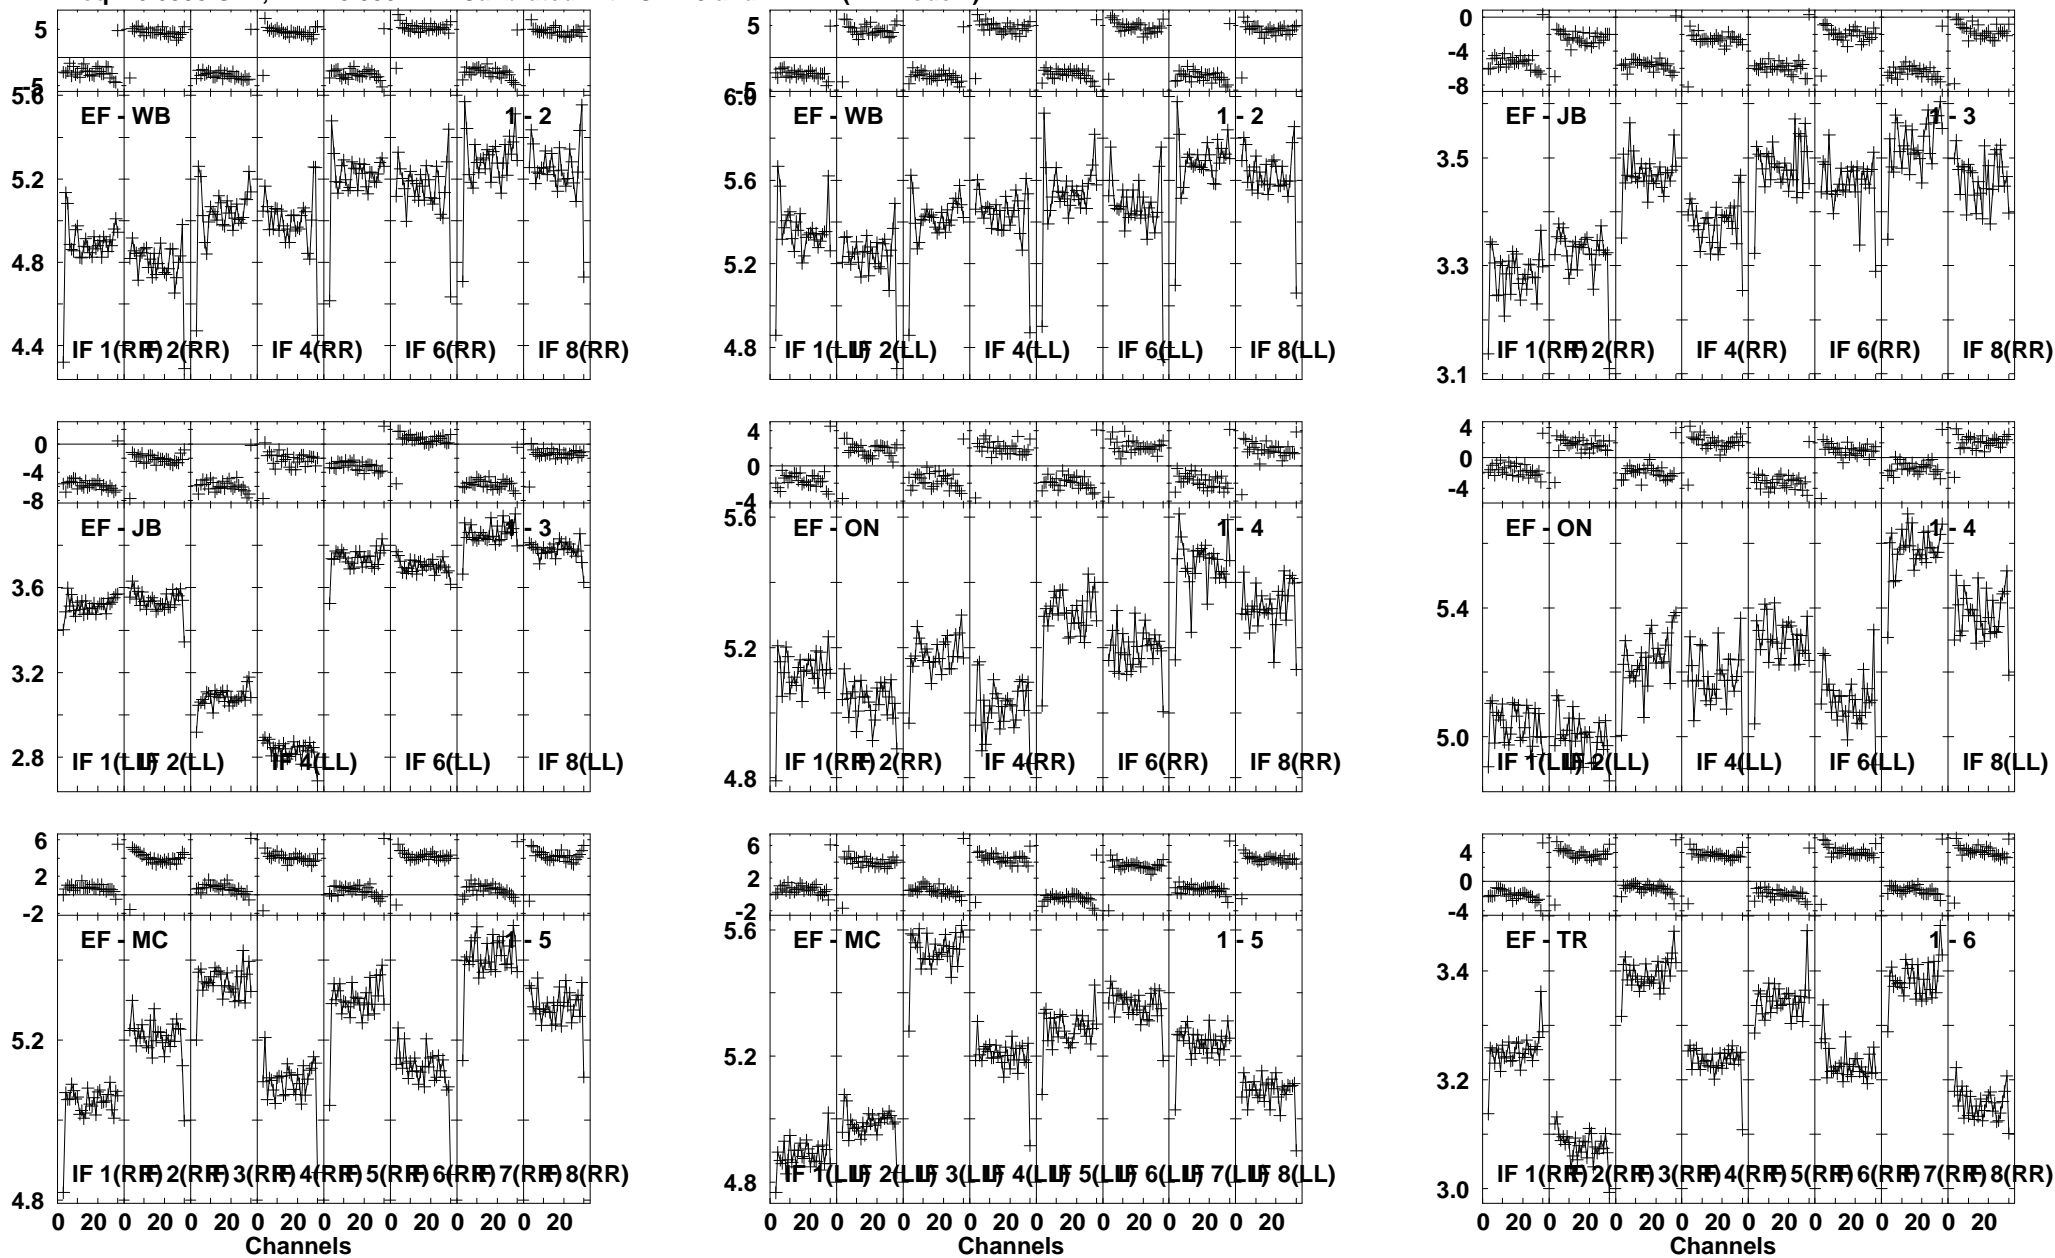 5
-5
5.6
EF - WB
1 - 2
5.2
4.8
4.4
IF 1(RR) IF 2(RR) IF 4(RR) IF 6(RR) IF 8(RR)
5
-5
6.0
EF - WB
1 - 2
5.6
5.2
4.8
IF 1(LL) IF 2(LL) IF 4(LL) IF 6(LL) IF 8(LL)
0
-4
-8
EF - JB
1 - 3
3.5
3.3
3.1
IF 1(RR) IF 2(RR) IF 4(RR) IF 6(RR) IF 8(RR)
0
-4
-8
EF - JB
1 - 3
3.6
3.2
2.8
IF 1(LL) IF 2(LL) IF 4(LL) IF 6(LL) IF 8(LL)
4
0
-4
5.6
EF - ON
1 - 4
5.2
4.8
IF 1(RR) IF 2(RR) IF 4(RR) IF 6(RR) IF 8(RR)
4
0
-4
EF - ON
1 - 4
5.4
5.0
IF 1(LL) IF 2(LL) IF 4(LL) IF 6(LL) IF 8(LL)
6
2
-2
EF - MC
1 - 5
5.2
4.8
IF 1(RR) IF 2(RR) IF 3(RR) IF 4(RR) IF 5(RR) IF 6(RR) IF 7(RR) IF 8(RR)
0 20 0 20 0 20 0 20 0 20 0 20 0 20 0 20
Channels
6
2
-2
5.6
EF - MC
1 - 5
5.2
4.8
IF 1(LL) IF 2(LL) IF 3(LL) IF 4(LL) IF 5(LL) IF 6(LL) IF 7(LL) IF 8(LL)
0 20 0 20 0 20 0 20 0 20 0 20 0 20 0 20
Channels
4
0
-4
EF - TR
1 - 6
3.4
3.2
3.0
IF 1(RR) IF 2(RR) IF 3(RR) IF 4(RR) IF 5(RR) IF 6(RR) IF 7(RR) IF 8(RR)
0 20 0 20 0 20 0 20 0 20 0 20 0 20 0 20
Channels